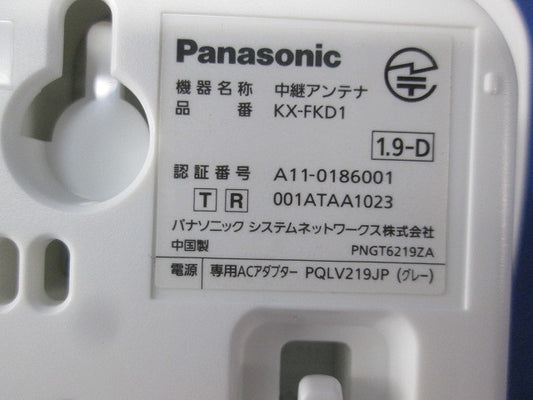 Panasonic
機器名称 中継アンテナ
品番 KX-FKD1
1.9-D
認証番号 A11-0186001
T R 001ATAA1023
パナソニック システムネットワークス株式会社
中国製 PNGT6219ZA
電源 専用ACアダプター PQLV219JP (グレー)